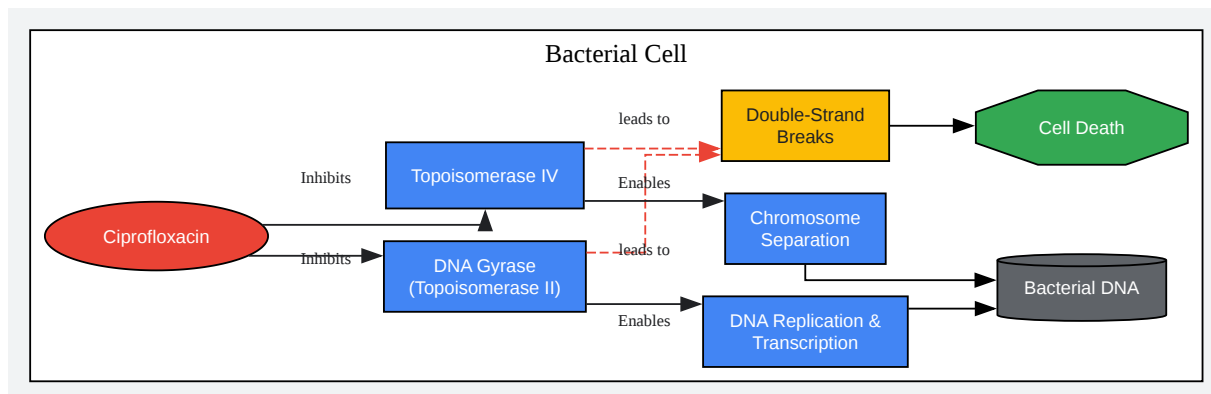 Bacterial Cell
leads to
Double-Strand
Breaks
Cell Death
Inhibits
Topoisomerase IV
Enables
Chromosome
Separation
Ciprofloxacin
Inhibits
DNA Gyrase
(Topoisomerase II)
leads to
Bacterial DNA
Enables
DNA Replication &
Transcription